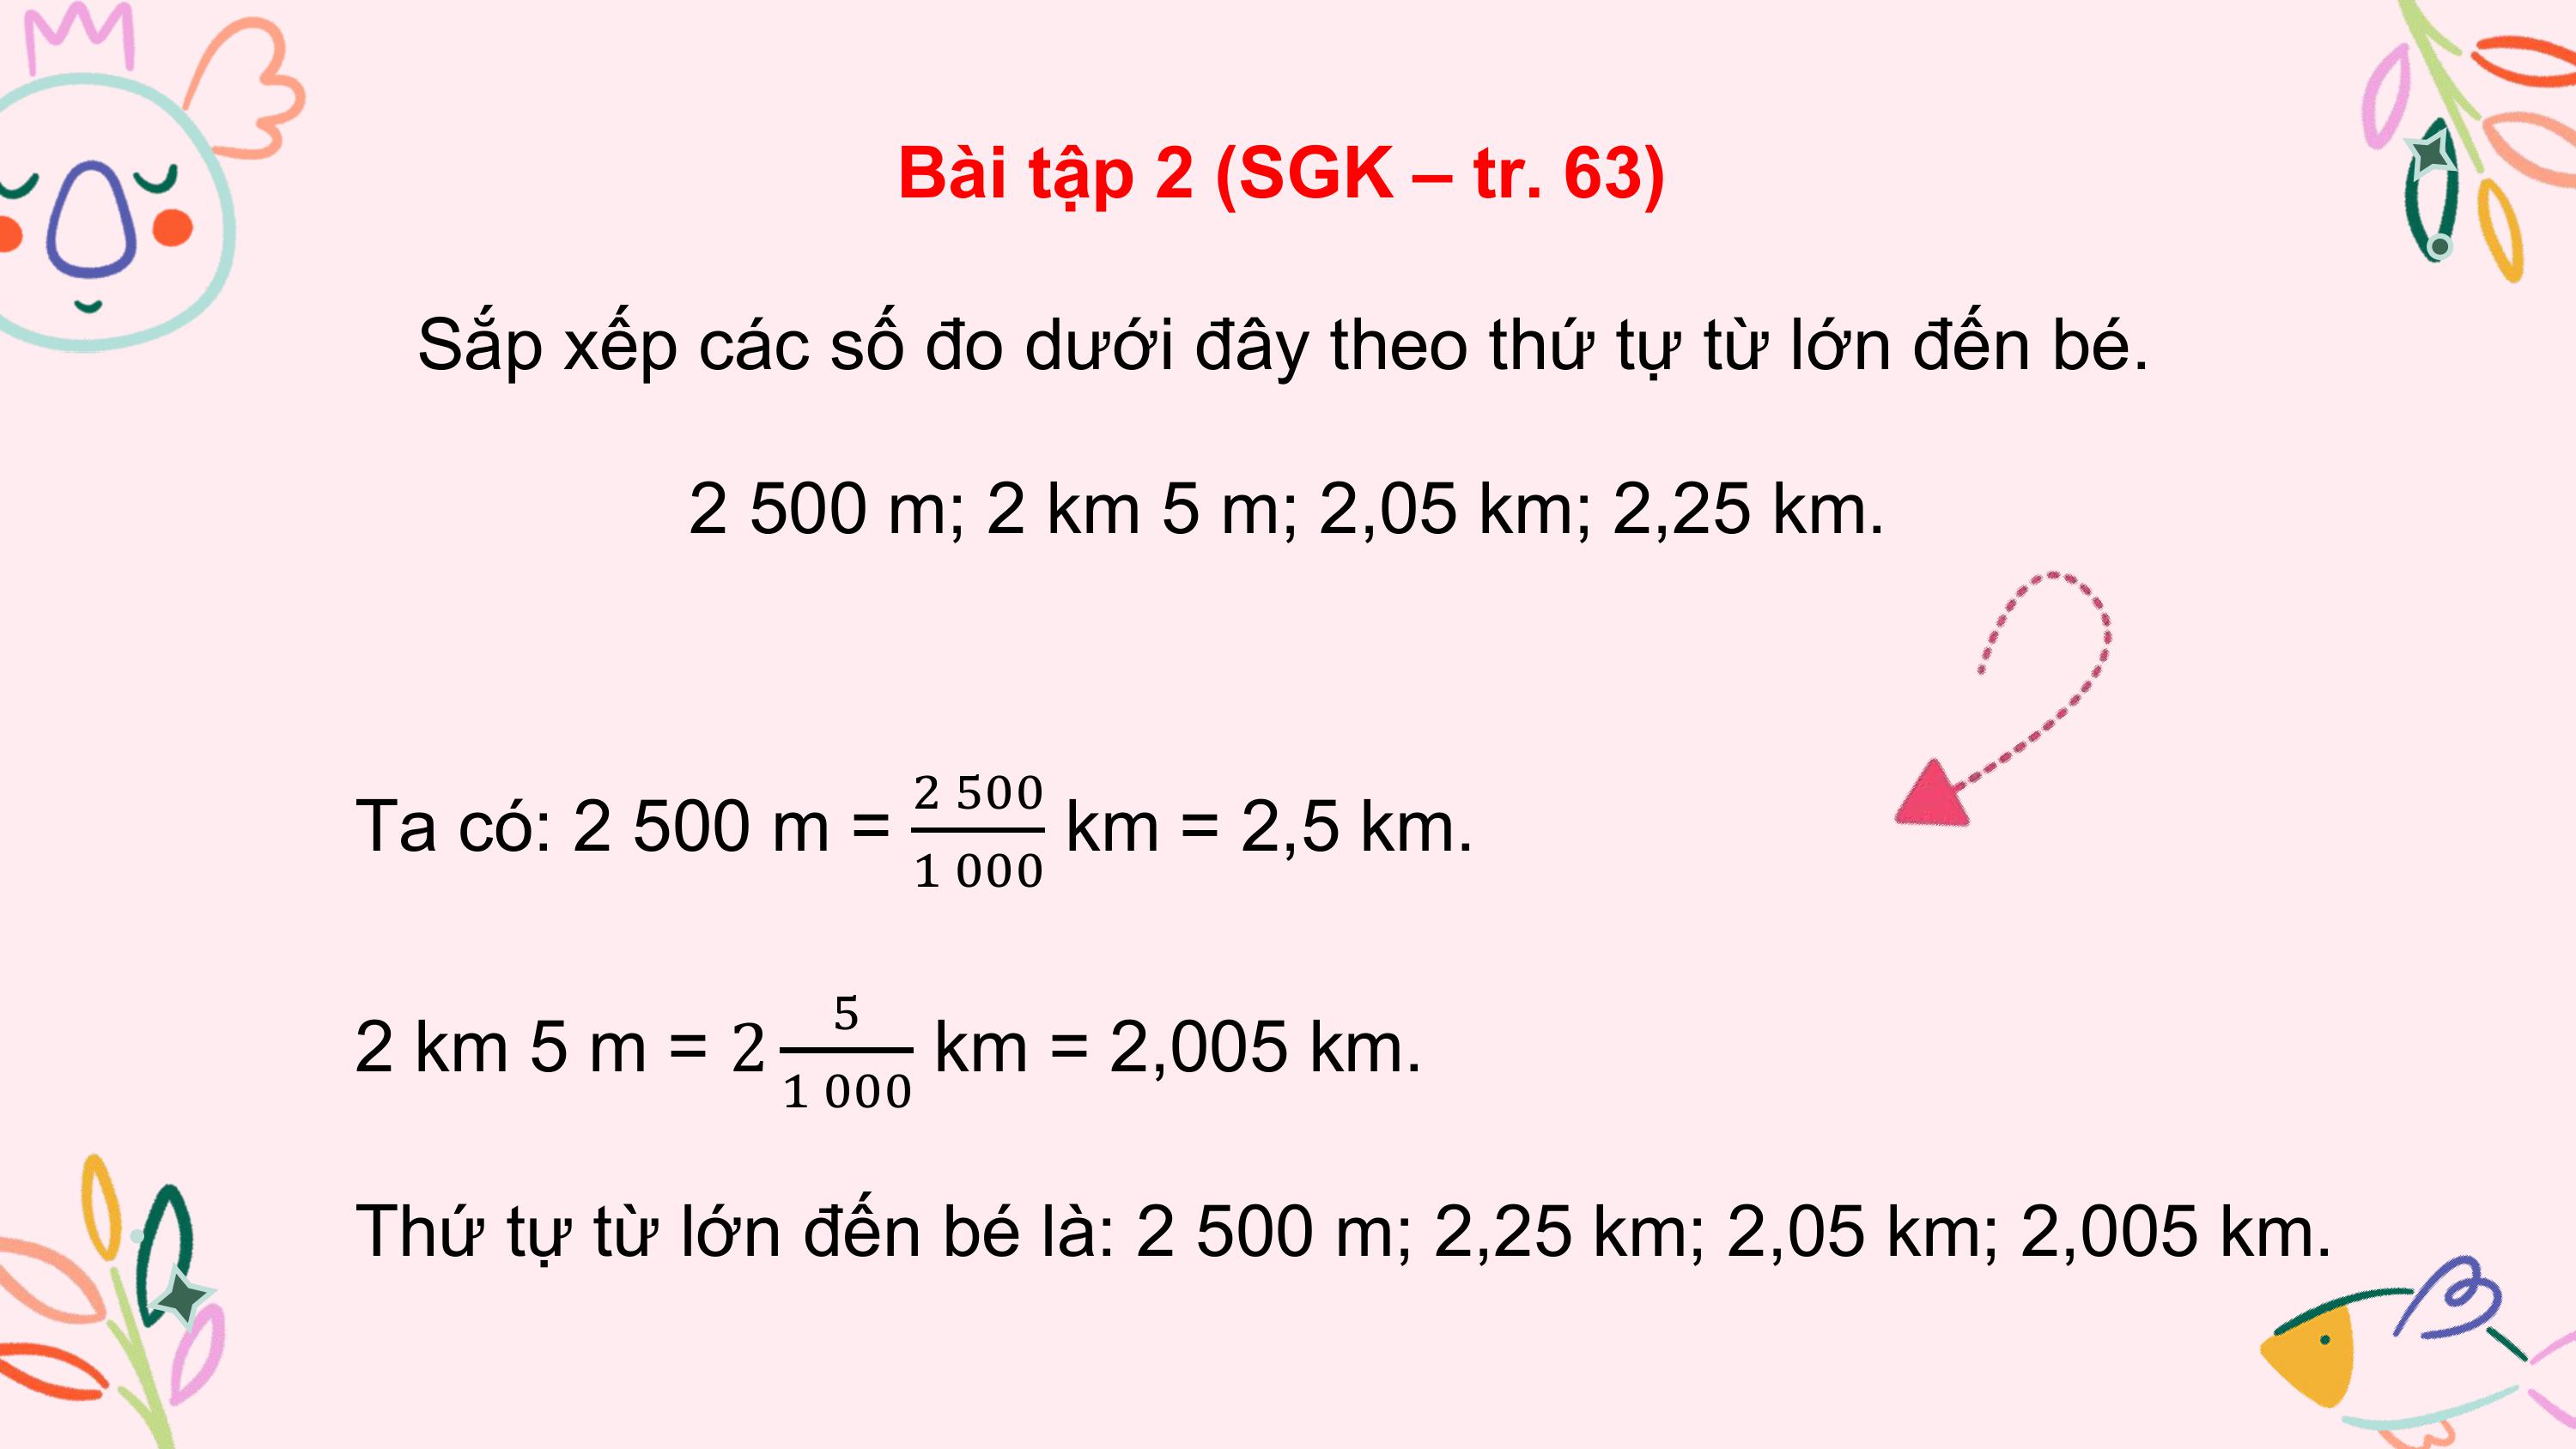 Bài tập 2 (SGK – tr. 63)
Sắp xếp các số đo dưới đây theo thứ tự từ lớn đến bé.
2 500 m; 2 km 5 m; 2,05 km; 2,25 km.
Ta có: 2 500 m = \frac{2 500}{1 000} km = 2,5 km.
2 km 5 m = 2\frac{5}{1 000} km = 2,005 km.
Thứ tự từ lớn đến bé là: 2 500 m; 2,25 km; 2,05 km; 2,005 km.